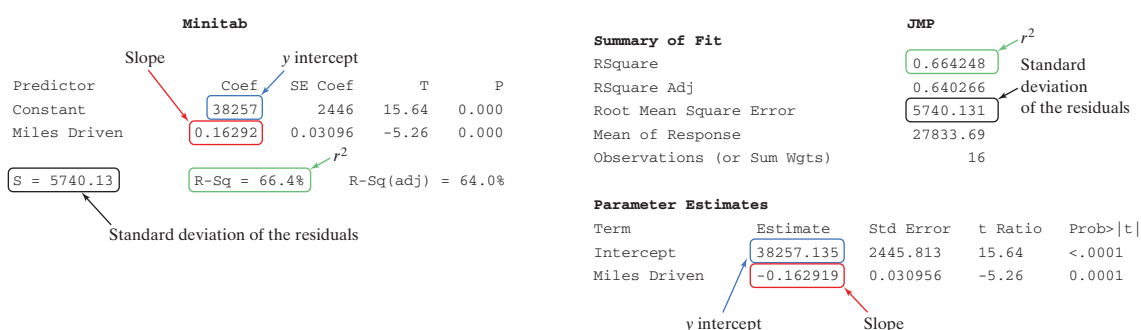 Minitab
Slope
y intercept
Predictor Coef SE Coef T P
Constant 38257 2446 15.64 0.000
Miles Driven 0.16292 0.03096 -5.26 0.000
r²
S = 5740.13 R-Sq = 66.4% R-Sq(adj) = 64.0%
Standard deviation of the residuals
JMP
Summary of Fit
r²
RSquare 0.664248
RSquare Adj 0.640266
Root Mean Square Error 5740.131
Mean of Response 27833.69
Observations (or Sum Wgts) 16
Standard
deviation
of the residuals
Parameter Estimates
Term Estimate Std Error t Ratio Prob>|t|
Intercept 38257.135 2445.813 15.64 <.0001
Miles Driven -0.162919 0.030956 -5.26 0.0001
y intercept Slope